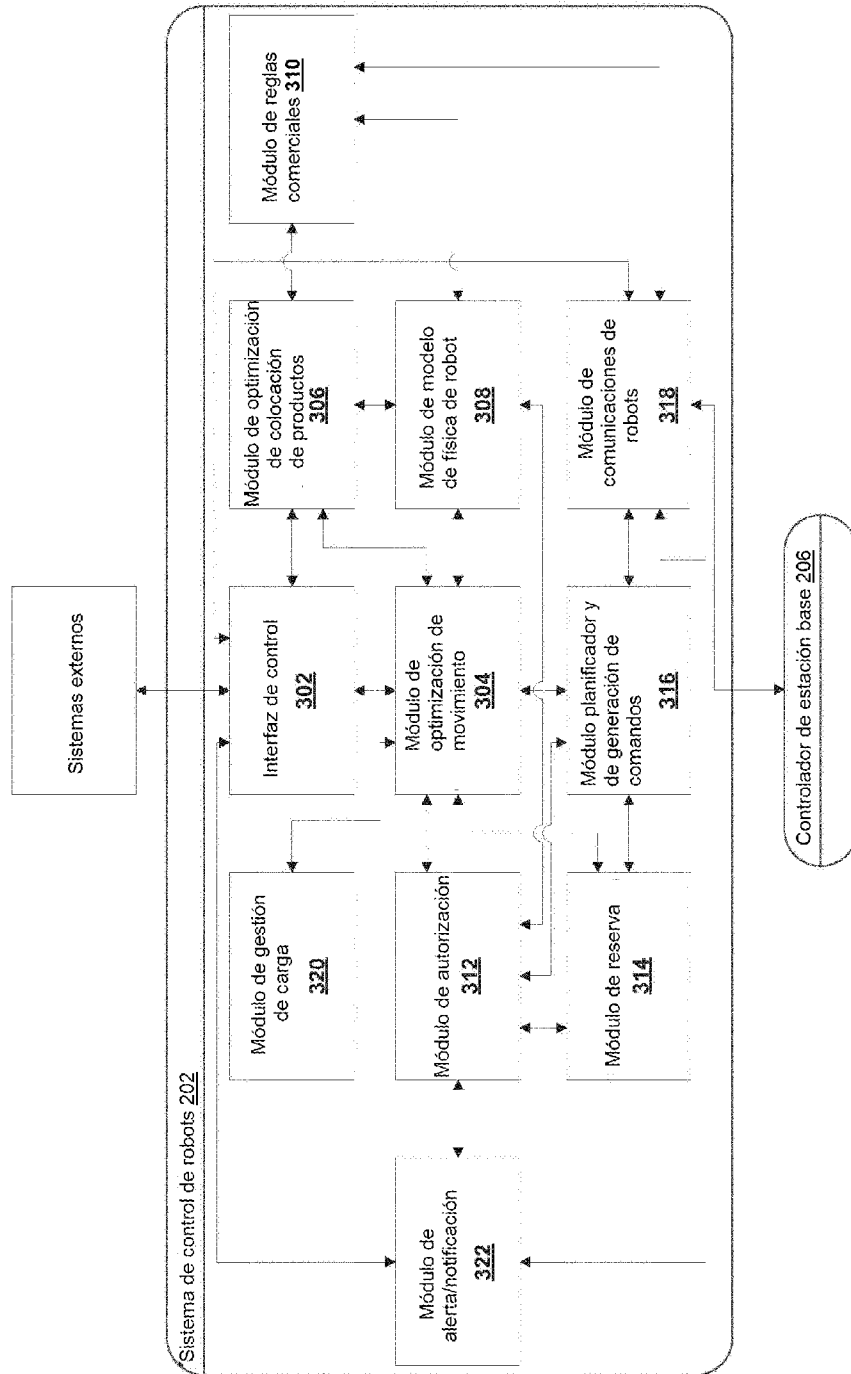 Sistemas externos
Sistema de control de robots 202
Módulo de reglas
comerciales 310
Módulo de optimización
de colocación
de productos
306
Interfaz de control
302
Módulo de gestión
de carga
320
Módulo de modelo
de física de robot
308
Módulo de
optimización de
movimiento
304
Módulo de autorización
312
Módulo de
alerta/notificación
322
Módulo de
comunicaciones de
robots
318
Módulo planificador y
de generación de
comandos
316
Módulo de reserva
314
Controlador de estación base 206